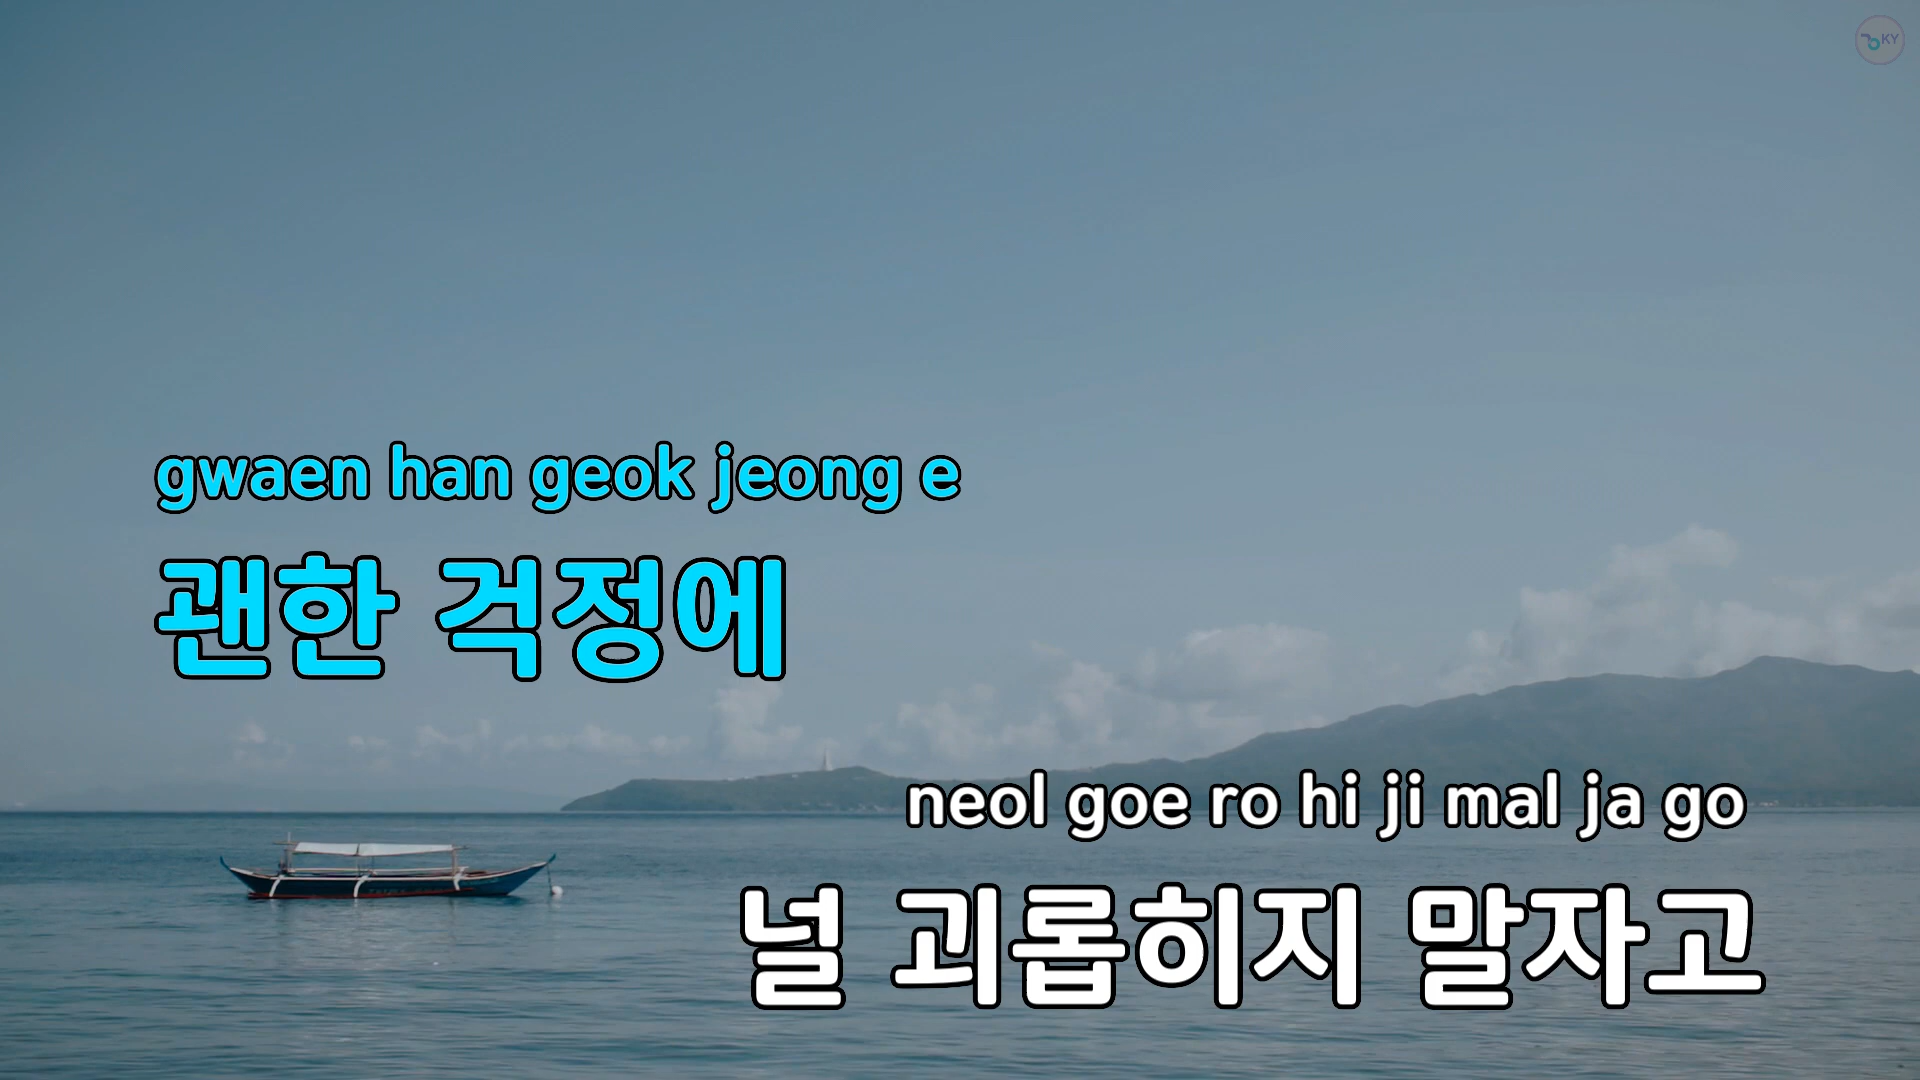 KY
gwaen han geok jeong e
괜한 걱정에
neol goe ro hi ji mal ja go
널 괴롭히지 말자고